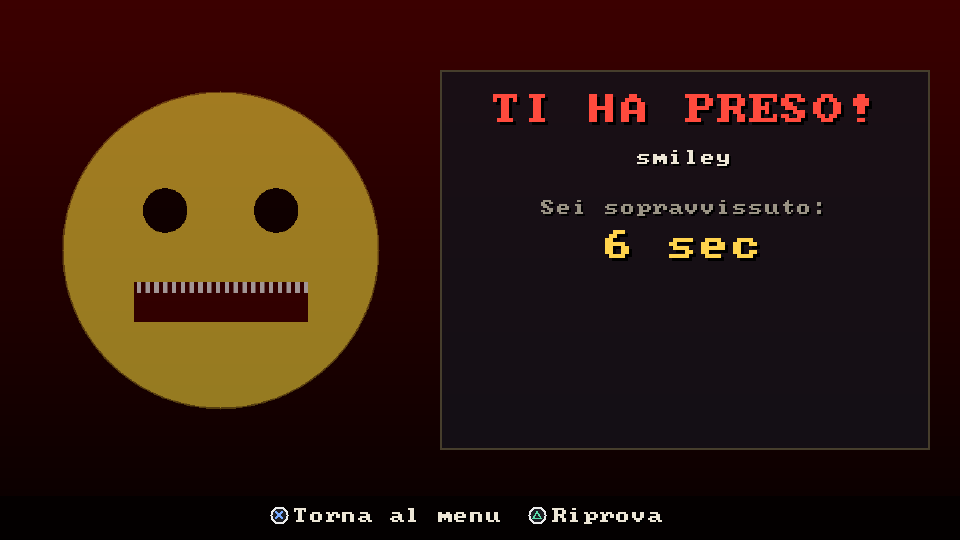 TI HA PRESO!
smiley
Sei sopravvissuto:
6 sec
Torna al menu Riprova